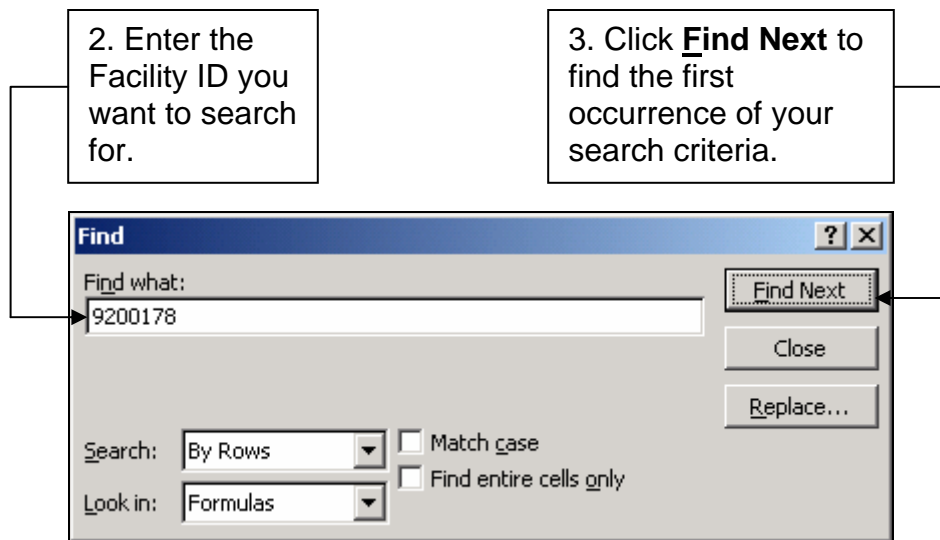 2. Enter the
Facility ID you
want to search
for.
3. Click Find Next to
find the first
occurrence of your
search criteria.
Find
Find what:
9200178
Find Next
Close
Replace...
Search: By Rows
Match case
Find entire cells only
Look in: Formulas